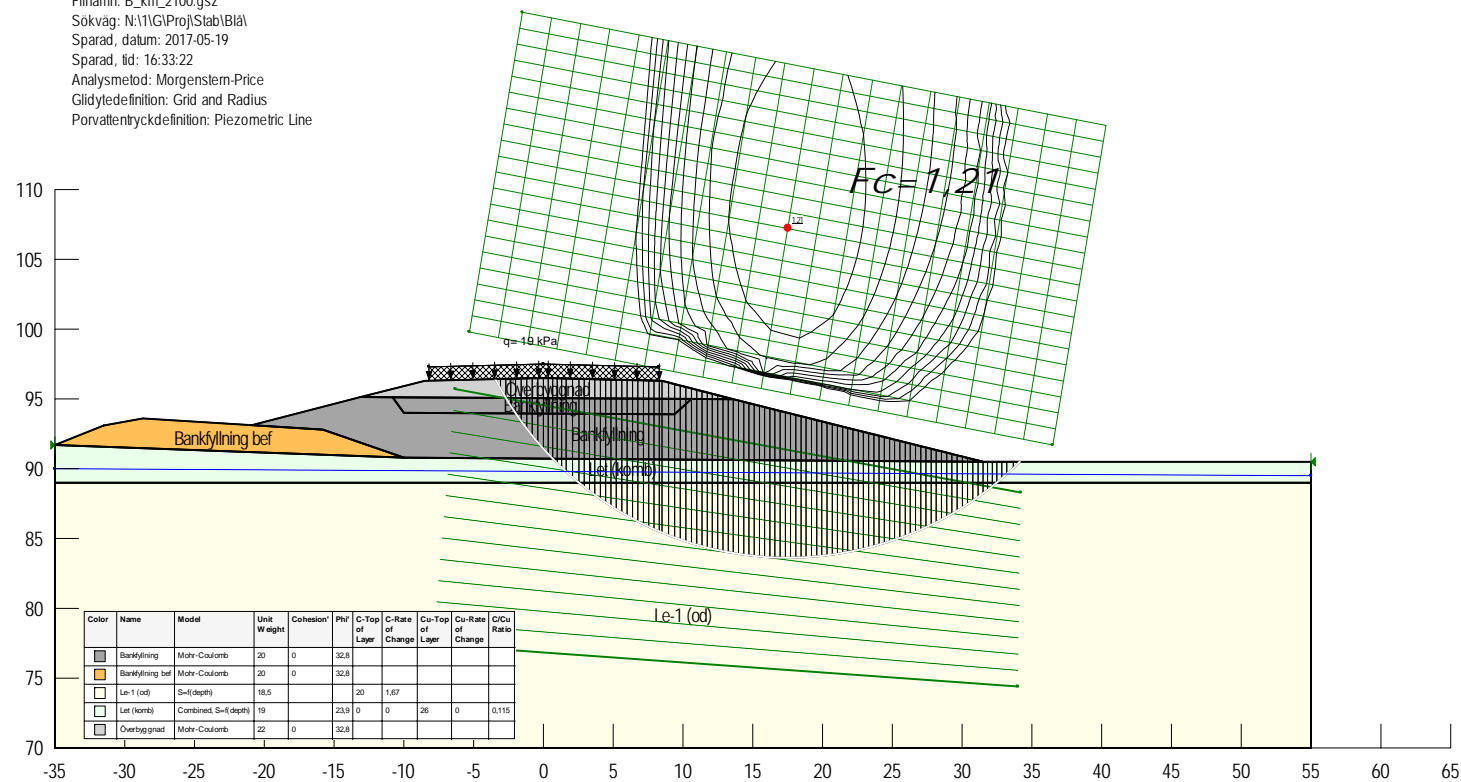 Filnamn: B_km_2100.gsz
Sökväg: N:\1\G\Proj\Stab\Blå\
Sparad, datum: 2017-05-19
Sparad, tid: 16:33:22
Analysmetod: Morgenstern-Price
Glidytedefinition: Grid and Radius
Porvattentryckdefinition: Piezometric Line
Fc=1,21
1,21
110
105
100
95
90
85
80
75
70
q= 19 kPa
Överbyggnad
Bankfyllning
Bankfyllning
Bankfyllning bef
Let (komb)
Le-1 (od)
Color Name Model Unit Weight Cohesion' Phi' C-Top of Layer C-Rate of Change Cu-Top of Layer Cu-Rate of Change C/Cu Ratio
Bankfyllning Mohr-Coulomb 20 0 32,8
Bankfyllning bef Mohr-Coulomb 20 0 32,8
Le-1 (od) S=f(depth) 18,5 20 1,67
Let (komb) Combined, S=f(depth) 19 23,9 0 0 26 0 0,115
Överbyggnad Mohr-Coulomb 22 0 32,8
-35 -30 -25 -20 -15 -10 -5 0 5 10 15 20 25 30 35 40 45 50 55 60 65